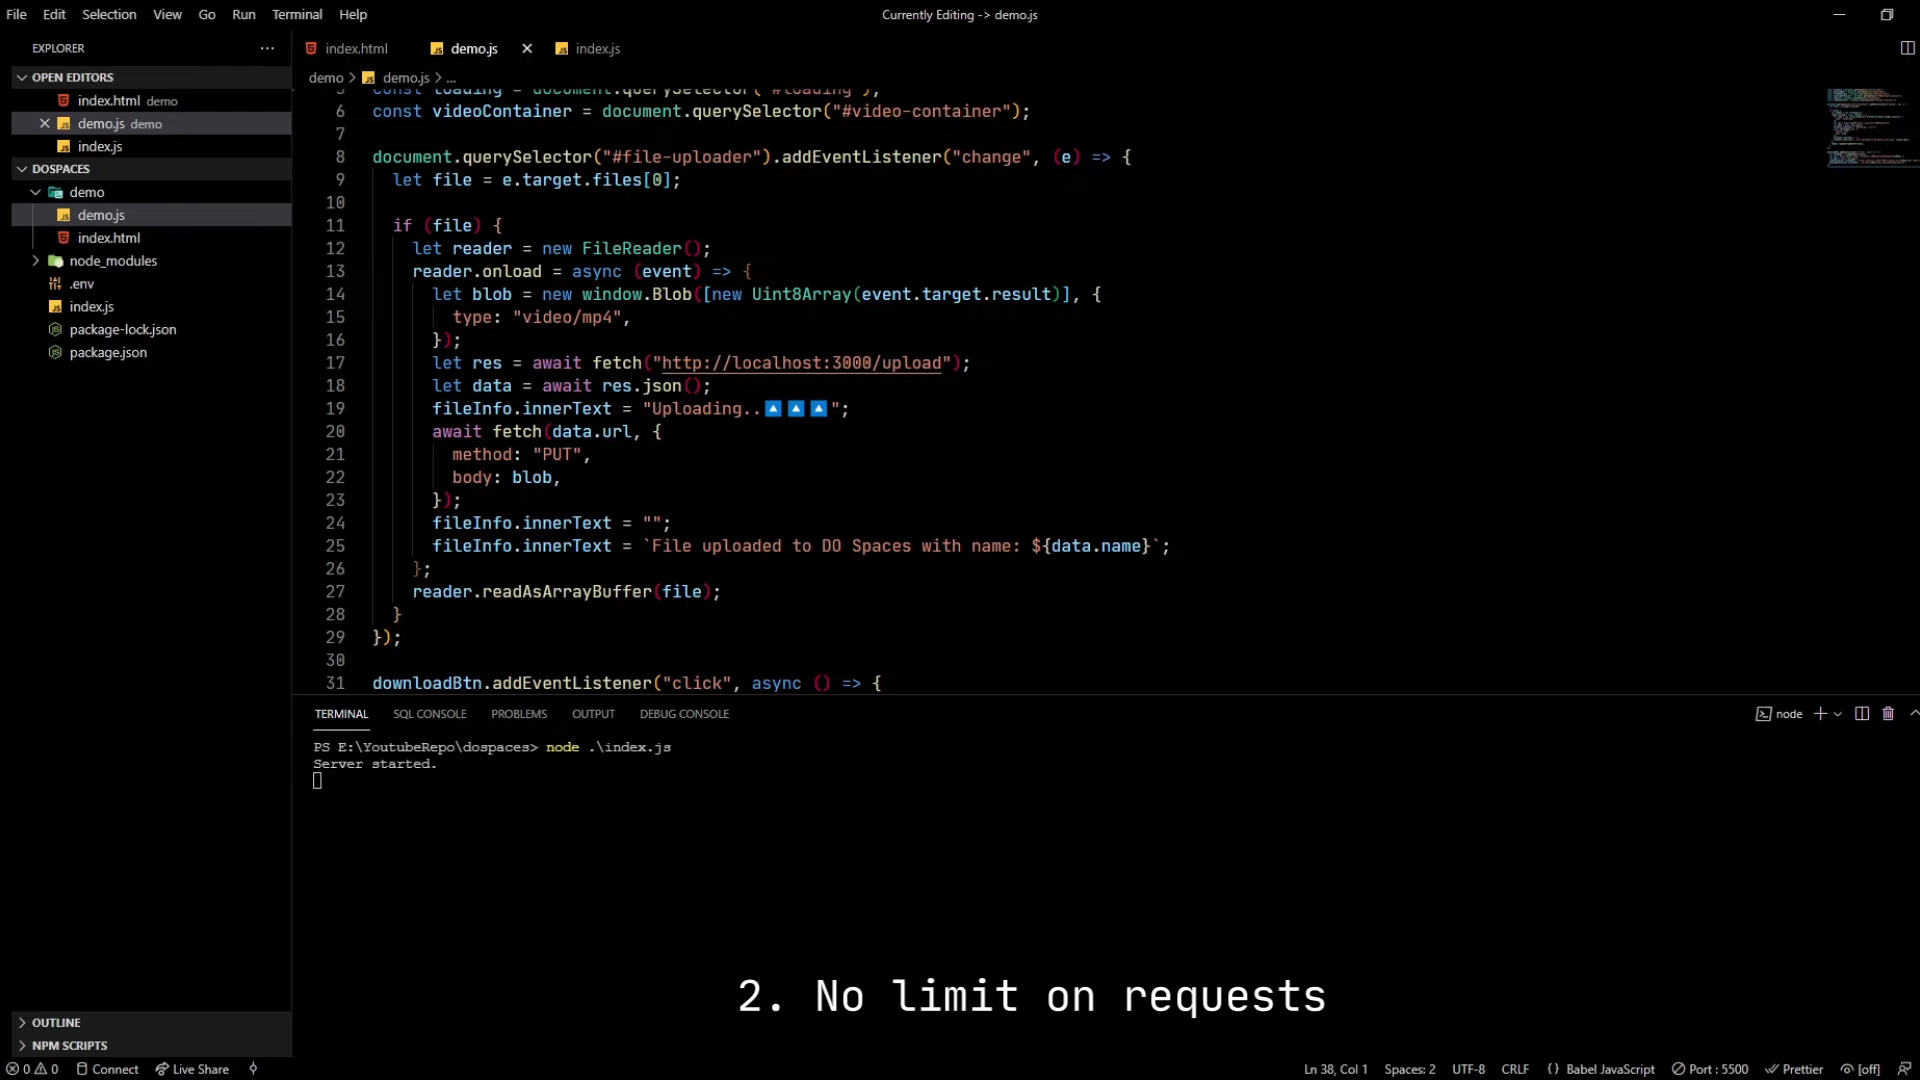 File Edit Selection View Go Run Terminal Help
Currently Editing -> demo.js
EXPLORER
OPEN EDITORS
index.html demo
demo.js demo
index.js
DOSPACES
demo
demo.js
index.html
node_modules
.env
index.js
package-lock.json
package.json
OUTLINE
NPM SCRIPTS
index.html
demo.js
index.js
demo > demo.js > ...
5 const loading = document.querySelector("#loading");
6 const videoContainer = document.querySelector("#video-container");
7
8 document.querySelector("#file-uploader").addEventListener("change", (e) => {
9 let file = e.target.files[0];
10
11 if (file) {
12 let reader = new FileReader();
13 reader.onload = async (event) => {
14 let blob = new window.Blob([new Uint8Array(event.target.result)], {
15 type: "video/mp4",
16 });
17 let res = await fetch("http://localhost:3000/upload");
18 let data = await res.json();
19 fileInfo.innerText = "Uploading..🔼🔼🔼";
20 await fetch(data.url, {
21 method: "PUT",
22 body: blob,
23 });
24 fileInfo.innerText = "";
25 fileInfo.innerText = `File uploaded to DO Spaces with name: ${data.name}`;
26 };
27 reader.readAsArrayBuffer(file);
28 }
29 });
30
31 downloadBtn.addEventListener("click", async () => {
TERMINAL SQL CONSOLE PROBLEMS OUTPUT DEBUG CONSOLE
node
PS E:\YoutubeRepo\dospaces> node .\index.js
Server started.
2. No limit on requests
0 0 Connect Live Share
Ln 38, Col 1 Spaces: 2 UTF-8 CRLF {} Babel JavaScript Port : 5500 Prettier [off]